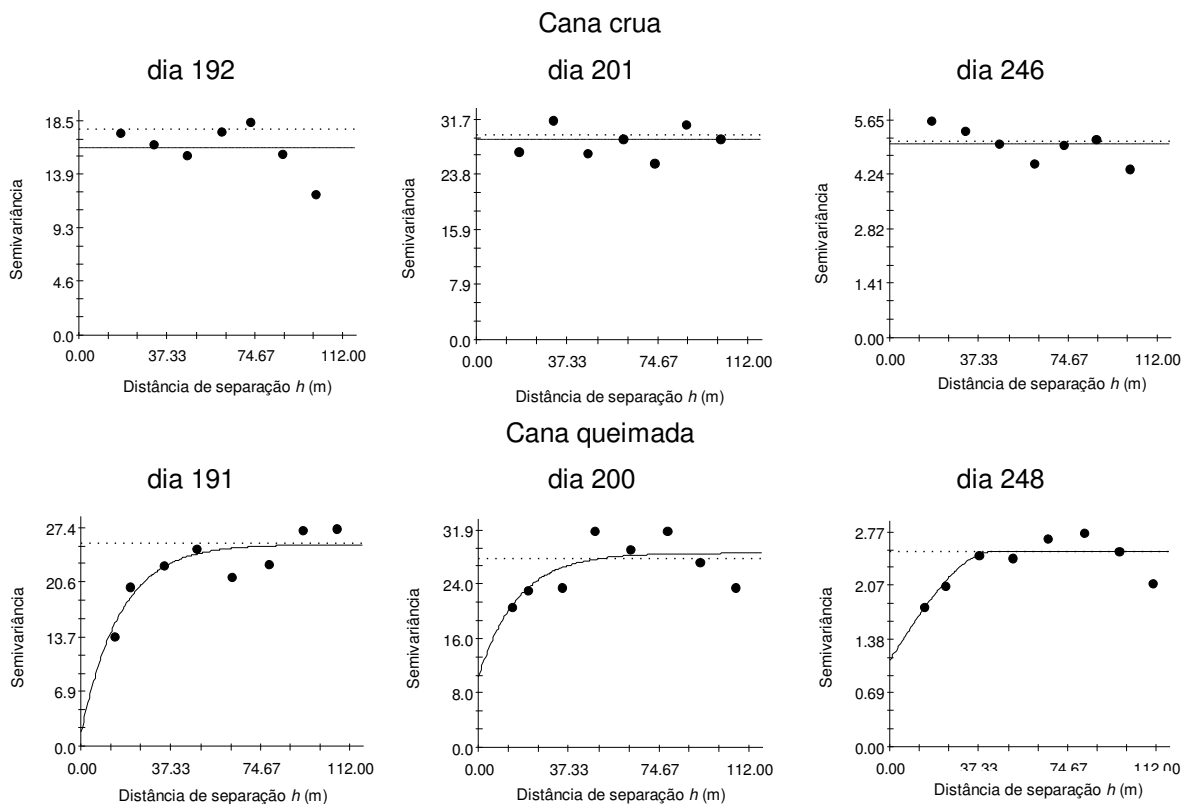 Cana crua
dia 192
dia 201
dia 246
Semivariância
18.5
13.9
9.3
4.6
0.0
0.00 37.33 74.67 112.00
Distância de separação h (m)
Semivariância
31.7
23.8
15.9
7.9
0.0
0.00 37.33 74.67 112.00
Distância de separação h (m)
Semivariância
5.65
4.24
2.82
1.41
0.00
0.00 37.33 74.67 112.00
Distância de separação h (m)
Cana queimada
dia 191
dia 200
dia 248
Semivariância
27.4
20.6
13.7
6.9
0.0
0.00 37.33 74.67 112.00
Distância de separação h (m)
Semivariância
31.9
24.0
16.0
8.0
0.0
0.00 37.33 74.67 112.00
Distância de separação h (m)
Semivariância
2.77
2.07
1.38
0.69
0.00
0.00 37.33 74.67 112.00
Distância de separação h (m)